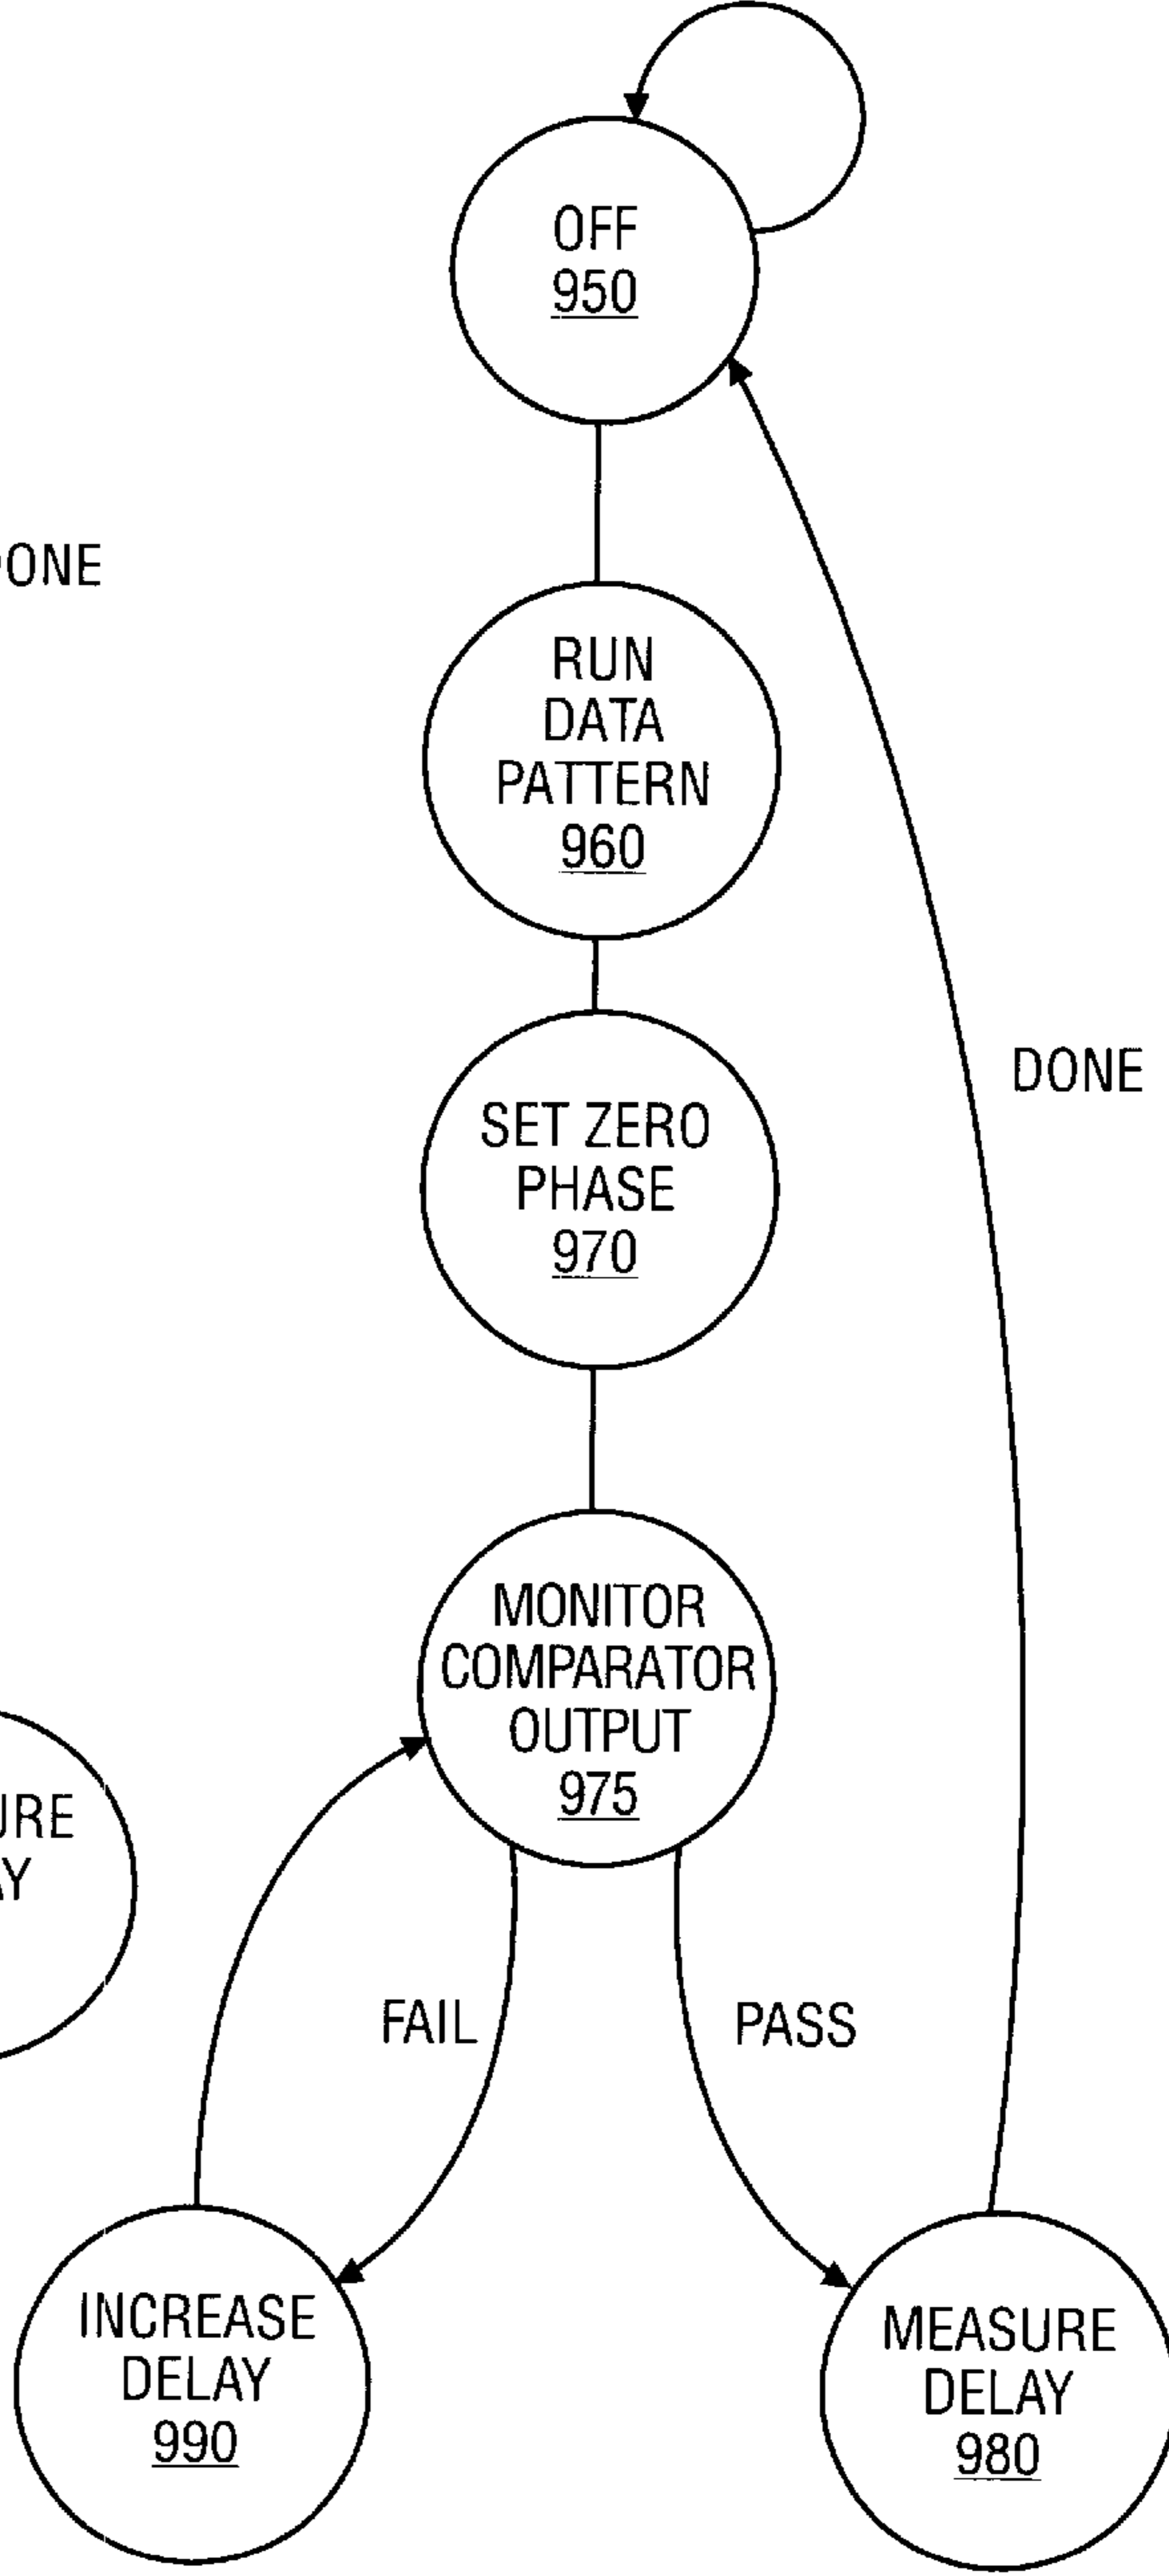 OFF
950
RUN
DATA
PATTERN
960
SET ZERO
PHASE
970
DONE
MONITOR
COMPARATOR
OUTPUT
975
FAIL
PASS
INCREASE
DELAY
990
MEASURE
DELAY
980